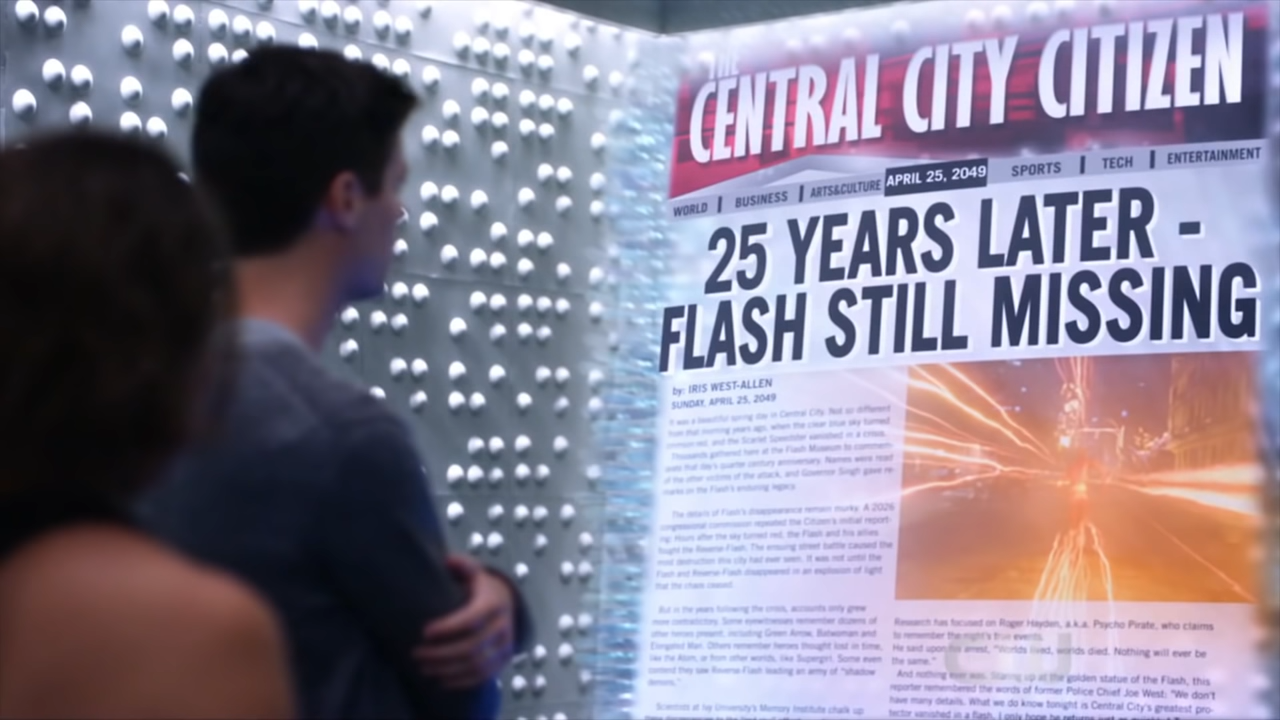 THE
CENTRAL CITY CITIZEN
WORLD | BUSINESS | ARTS&CULTURE APRIL 25, 2049 SPORTS | TECH | ENTERTAINMENT
25 YEARS LATER -
FLASH STILL MISSING
by: IRIS WEST-ALLEN
SUNDAY, APRIL 25, 2049
It was a beautiful spring day in Central City. Not so different
from that morning years ago, when the clear blue sky turned
crimson red, and the Scarlet Speedster vanished in a crisis.
Thousands gathered here at the Flash Museum to commem-
orate that day's quarter century anniversary. Names were read
of the other victims of the attack, and Governor Singh gave re-
marks on the Flash's enduring legacy.
The details of Flash's disappearance remain murky. A 2026
congressional commission repeated the Citizen's initial report-
ing: Hours after the sky turned red, the Flash and his allies
fought the Reverse-Flash. The ensuing street battle caused the
most destruction this city had ever seen. It was not until the
Flash and Reverse-Flash disappeared in an explosion of light
that the chaos ceased.
But in the years following the crisis, accounts only grew
more contradictory. Some eyewitnesses remember dozens of
other heroes present, including Green Arrow, Batwoman and
Elongated Man. Others remember heroes thought lost in time,
like the Atom, or from other worlds, like Supergirl. Some even
contend they saw Reverse-Flash leading an army of "shadow
demons,".
Scientists at Ivy University's Memory Institute chalk up
Research has focused on Roger Hayden, a.k.a. Psycho Pirate, who claims
to remember the night's true events.
He said upon his arrest, "Worlds lived, worlds died. Nothing will ever be
the same."
And nothing ever was. Staring up at the golden statue of the Flash, this
reporter remembered the words of former Police Chief Joe West: "We don't
have many details. What we do know tonight is Central City's greatest pro-
tector vanished in a flash. I only hope he returns
CW